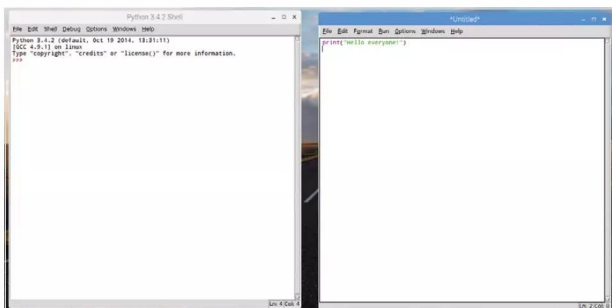 Python 3.4.2 Shell
File Edit Shell Debug Options Windows Help
Python 3.4.2 (default, Oct 19 2014, 13:31:11)
[GCC 4.9.1] on linux
Type "copyright", "credits" or "license()" for more information.
>>>
Ln: 4 Col: 4
*Untitled*
File Edit Format Run Options Windows Help
print("Hello everyone!")
Ln: 2 Col: 0